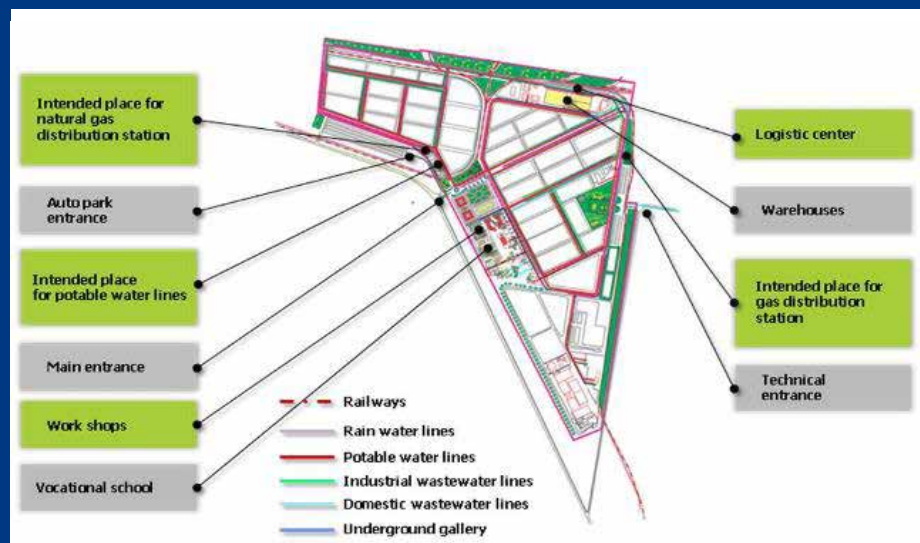 Intended place for
natural gas
distribution station
Auto park
entrance
Intended place
for potable water lines
Main entrance
Work shops
Vocational school
Logistic center
Warehouses
Intended place for
gas distribution
station
Technical
entrance
Railways
Rain water lines
Potable water lines
Industrial wastewater lines
Domestic wastewater lines
Underground gallery